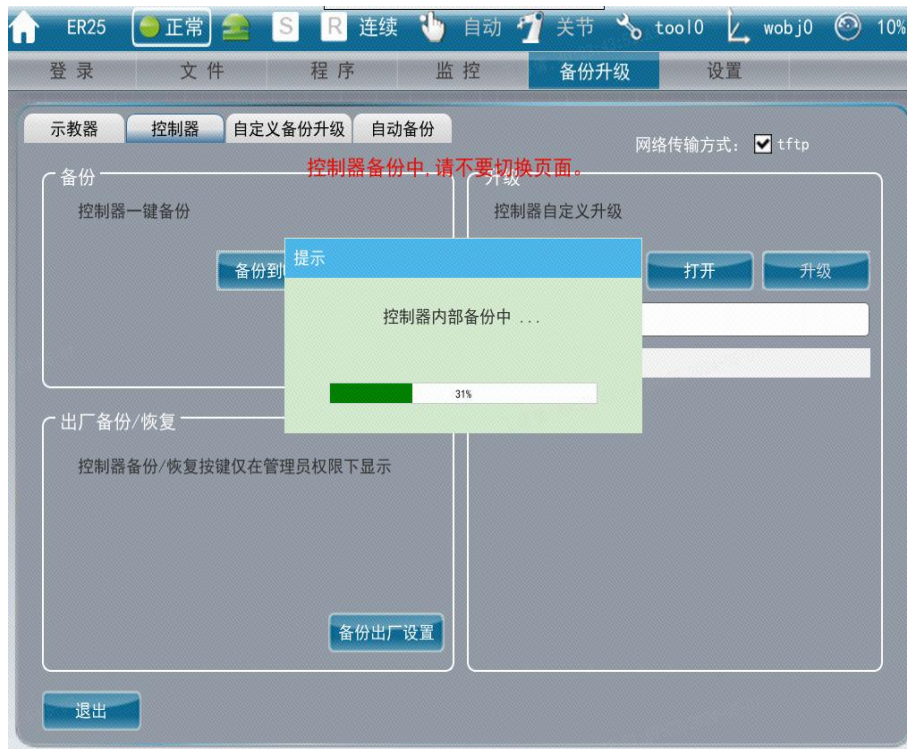 ER25 正常 S R 连续 自动 关节 tool0 wobj0 10%
登录 文件 程序 监控 备份升级 设置
示教器 控制器 自定义备份升级 自动备份
网络传输方式: tftp
控制器备份中,请不要切换页面。
备份
控制器一键备份
备份到
升级
控制器自定义升级
打开 升级
提示
控制器内部备份中 ...
31%
出厂备份/恢复
控制器备份/恢复按键仅在管理员权限下显示
备份出厂设置
退出